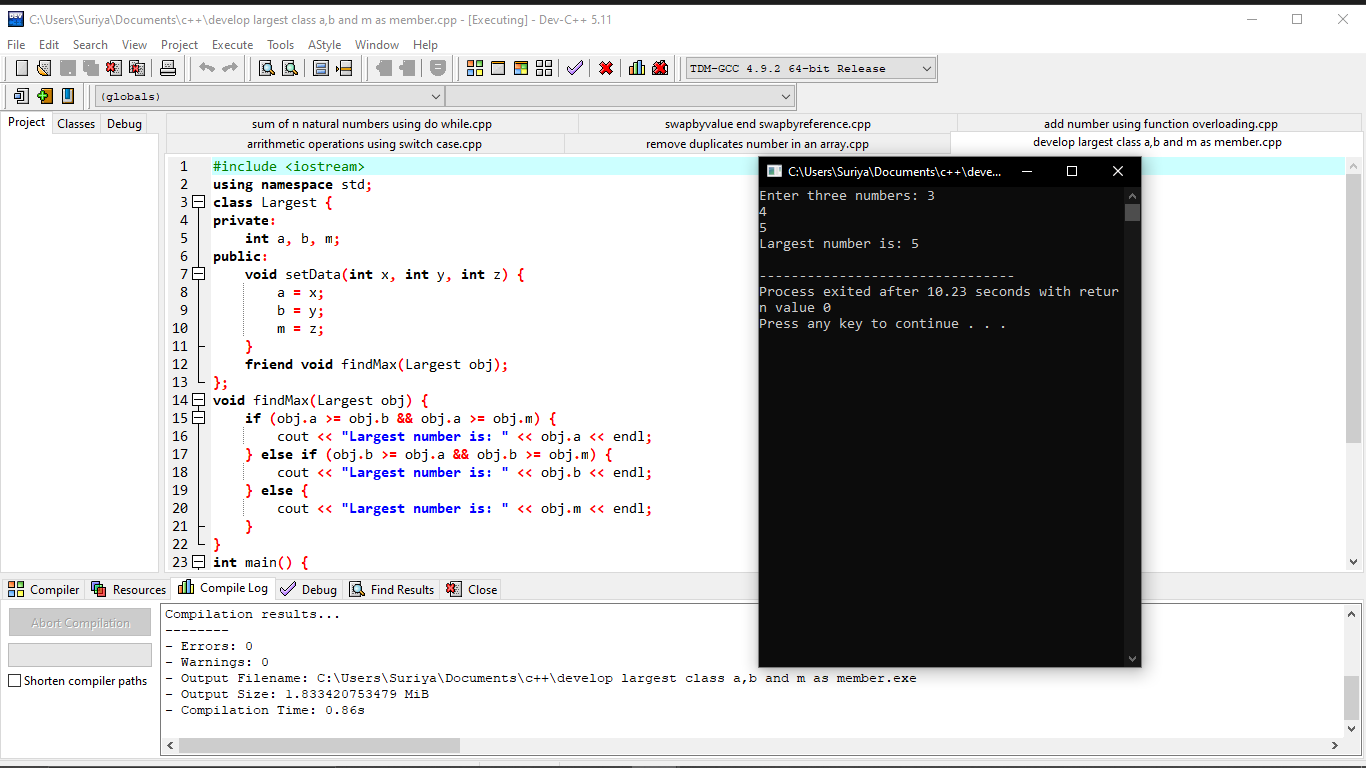 C:\Users\Suriya\Documents\c++\develop largest class a,b and m as member.cpp - [Executing] - Dev-C++ 5.11
File Edit Search View Project Execute Tools AStyle Window Help
TDM-GCC 4.9.2 64-bit Release
(globals)
Project Classes Debug
sum of n natural numbers using do while.cpp swapbyvalue end swapbyreference.cpp add number using function overloading.cpp
arrithmetic operations using switch case.cpp remove duplicates number in an array.cpp develop largest class a,b and m as member.cpp
1 #include <iostream>
2 using namespace std;
3 class Largest {
4 private:
5 int a, b, m;
6 public:
7 void setData(int x, int y, int z) {
8 a = x;
9 b = y;
10 m = z;
11 }
12 friend void findMax(Largest obj);
13 };
14 void findMax(Largest obj) {
15 if (obj.a >= obj.b && obj.a >= obj.m) {
16 cout << "Largest number is: " << obj.a << endl;
17 } else if (obj.b >= obj.a && obj.b >= obj.m) {
18 cout << "Largest number is: " << obj.b << endl;
19 } else {
20 cout << "Largest number is: " << obj.m << endl;
21 }
22 }
23 int main() {
C:\Users\Suriya\Documents\c++\deve...
Enter three numbers: 3
4
5
Largest number is: 5
--------------------------------
Process exited after 10.23 seconds with retur
n value 0
Press any key to continue . . .
Compiler Resources Compile Log Debug Find Results Close
Abort Compilation
Shorten compiler paths
Compilation results...
--------
- Errors: 0
- Warnings: 0
- Output Filename: C:\Users\Suriya\Documents\c++\develop largest class a,b and m as member.exe
- Output Size: 1.833420753479 MiB
- Compilation Time: 0.86s